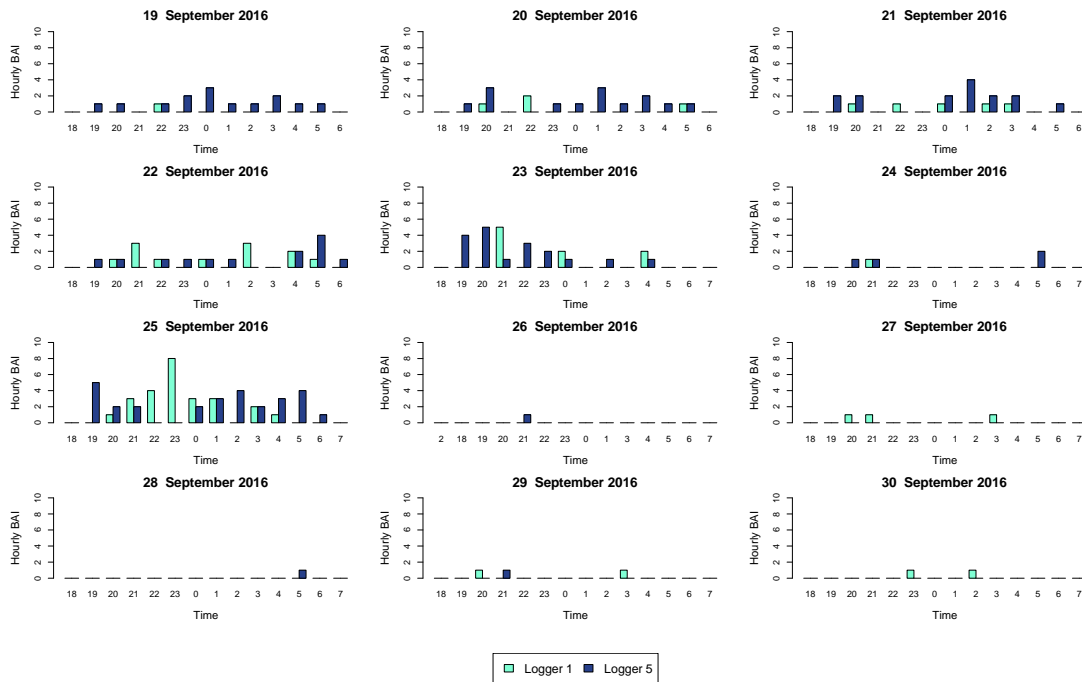 19 September 2016
Hourly BAI
0 2 4 6 8 10
18 19 20 21 22 23 0 1 2 3 4 5 6
Time
20 September 2016
Hourly BAI
0 2 4 6 8 10
18 19 20 21 22 23 0 1 2 3 4 5 6
Time
21 September 2016
Hourly BAI
0 2 4 6 8 10
18 19 20 21 22 23 0 1 2 3 4 5 6
Time
22 September 2016
Hourly BAI
0 2 4 6 8 10
18 19 20 21 22 23 0 1 2 3 4 5 6
Time
23 September 2016
Hourly BAI
0 2 4 6 8 10
18 19 20 21 22 23 0 1 2 3 4 5 6 7
Time
24 September 2016
Hourly BAI
0 2 4 6 8 10
18 19 20 21 22 23 0 1 2 3 4 5 6 7
Time
25 September 2016
Hourly BAI
0 2 4 6 8 10
18 19 20 21 22 23 0 1 2 3 4 5 6 7
Time
26 September 2016
Hourly BAI
0 2 4 6 8 10
2 18 19 20 21 22 23 0 1 2 3 4 5 6 7
Time
27 September 2016
Hourly BAI
0 2 4 6 8 10
18 19 20 21 22 23 0 1 2 3 4 5 6 7
Time
28 September 2016
Hourly BAI
0 2 4 6 8 10
18 19 20 21 22 23 0 1 2 3 4 5 6 7
Time
29 September 2016
Hourly BAI
0 2 4 6 8 10
18 19 20 21 22 23 0 1 2 3 4 5 6 7
Time
30 September 2016
Hourly BAI
0 2 4 6 8 10
18 19 20 21 22 23 0 1 2 3 4 5 6 7
Time
Logger 1 Logger 5